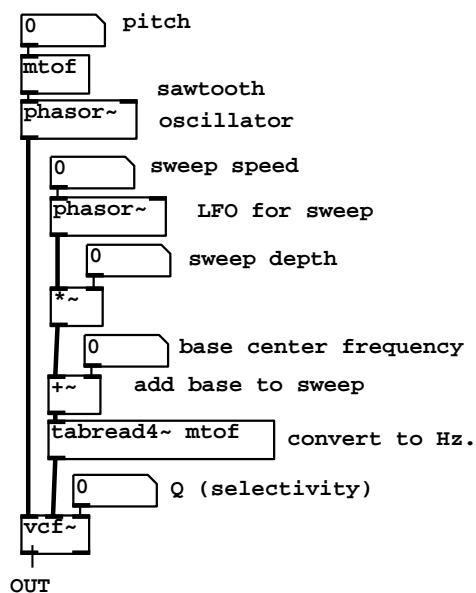 0 pitch
mtof
sawtooth
phasor~ oscillator
0 sweep speed
phasor~ LFO for sweep
0 sweep depth
*~
0 base center frequency
+~ add base to sweep
tabread4~ mtof convert to Hz.
0 Q (selectivity)
vcf~
OUT